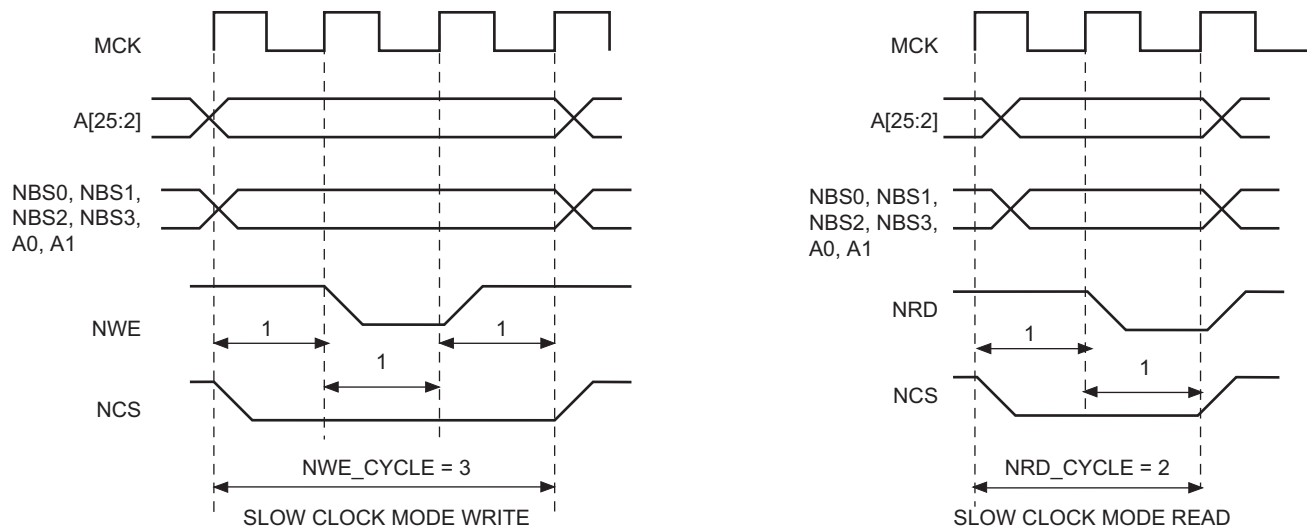 MCK
A[25:2]
NBS0, NBS1,
NBS2, NBS3,
A0, A1
NWE
1
1
1
NCS
NWE_CYCLE = 3
SLOW CLOCK MODE WRITE
MCK
A[25:2]
NBS0, NBS1,
NBS2, NBS3,
A0, A1
NRD
1
1
NCS
NRD_CYCLE = 2
SLOW CLOCK MODE READ